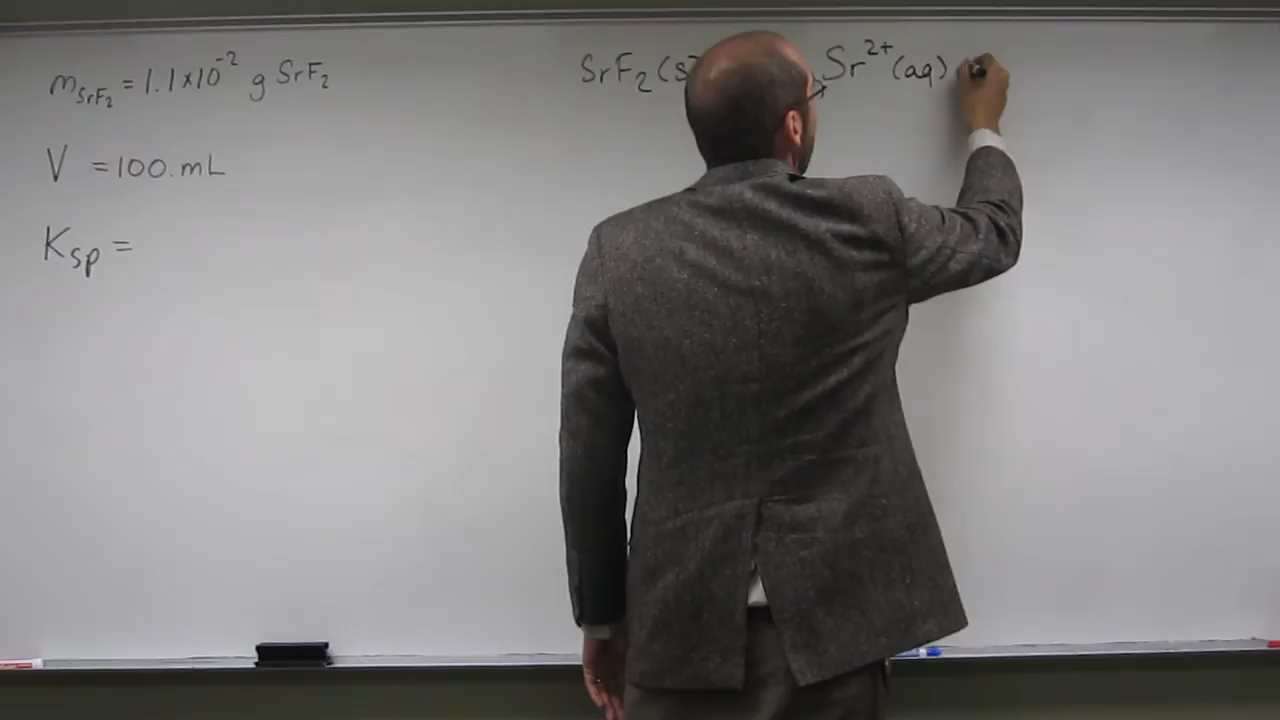 m_SrF₂ = 1.1×10⁻² g SrF₂
V = 100. mL
K_sp =
SrF₂ (s) Sr²⁺ (aq)